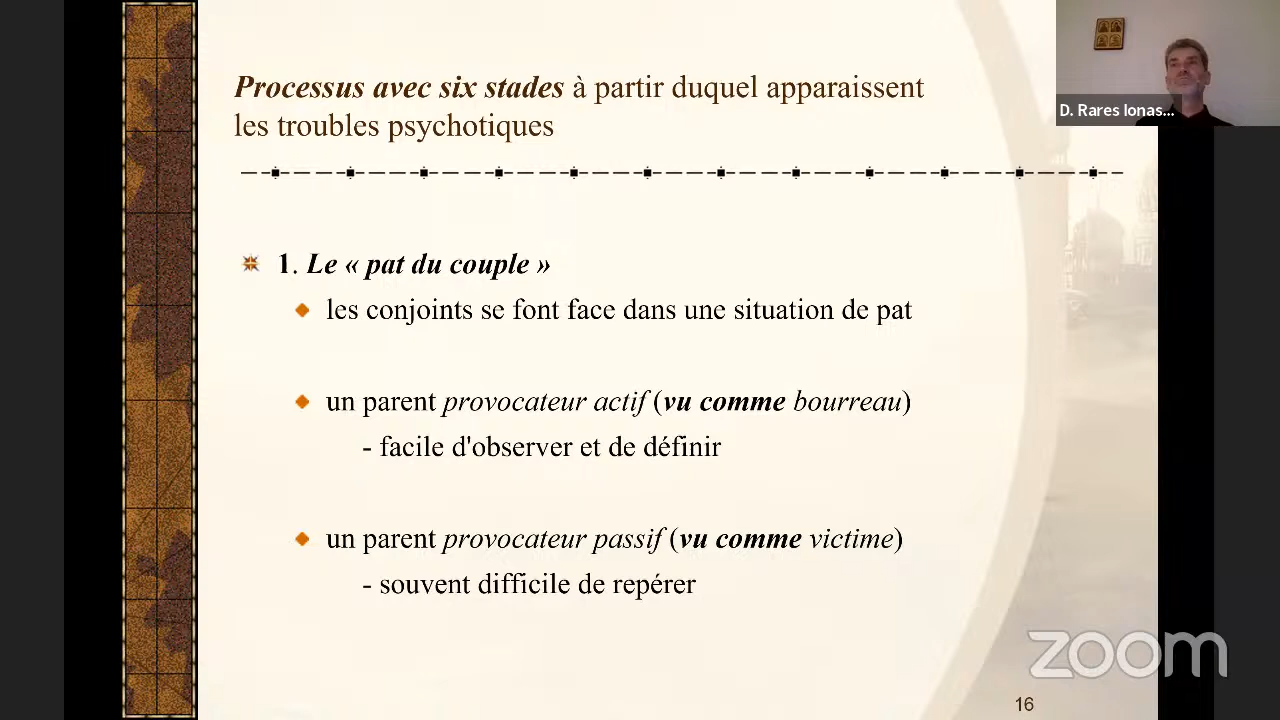 Processus avec six stades à partir duquel apparaissent
les troubles psychotiques
1. Le « pat du couple »
les conjoints se font face dans une situation de pat
un parent provocateur actif (vu comme bourreau)
- facile d'observer et de définir
un parent provocateur passif (vu comme victime)
- souvent difficile de repérer
16
D. Rares Ionas...
zoom